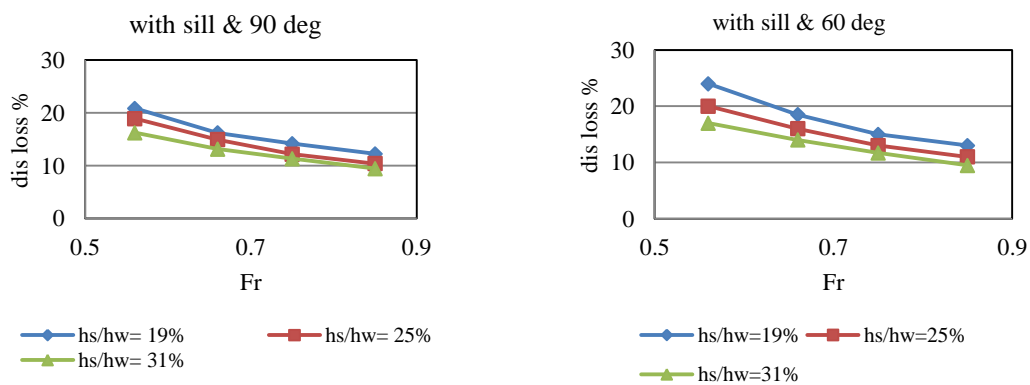 with sill & 90 deg
30
20
10
0
dis loss %
0.5 0.7 0.9
Fr
hs/hw= 19% hs/hw= 25%
hs/hw= 31%
with sill & 60 deg
30
20
10
0
dis loss %
0.5 0.7 0.9
Fr
hs/hw=19% hs/hw=25%
hs/hw=31%